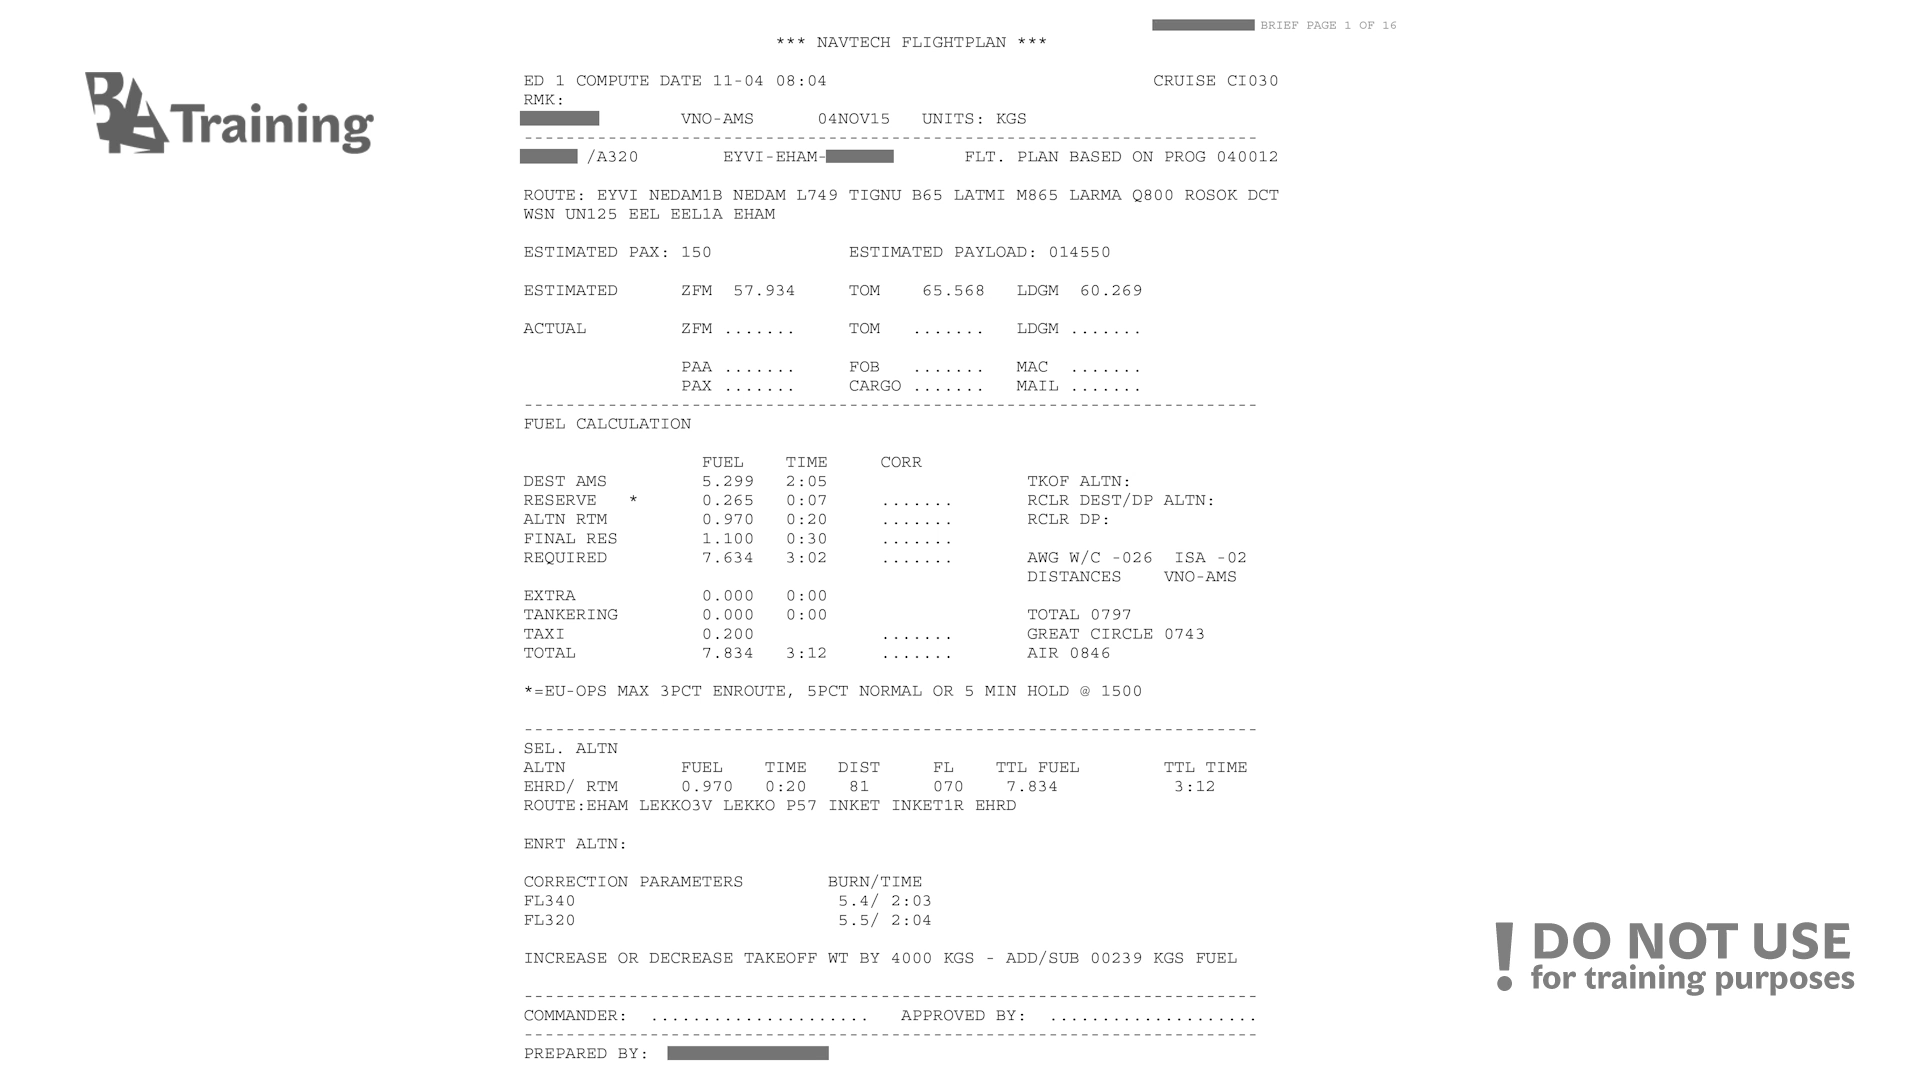 BRIEF PAGE 1 OF 16
*** NAVTECH FLIGHTPLAN ***
BAA Training
ED 1 COMPUTE DATE 11-04 08:04 CRUISE CI030
RMK:
VNO-AMS 04NOV15 UNITS: KGS
----------------------------------------------------------------------
/A320 EYVI-EHAM- FLT. PLAN BASED ON PROG 040012
ROUTE: EYVI NEDAM1B NEDAM L749 TIGNU B65 LATMI M865 LARMA Q800 ROSOK DCT
WSN UN125 EEL EEL1A EHAM
ESTIMATED PAX: 150 ESTIMATED PAYLOAD: 014550
ESTIMATED ZFM 57.934 TOM 65.568 LDGM 60.269
ACTUAL ZFM ....... TOM ....... LDGM .......
PAA ....... FOB ....... MAC .......
PAX ....... CARGO ....... MAIL .......
----------------------------------------------------------------------
FUEL CALCULATION
FUEL TIME CORR
DEST AMS 5.299 2:05 TKOF ALTN:
RESERVE * 0.265 0:07 ....... RCLR DEST/DP ALTN:
ALTN RTM 0.970 0:20 ....... RCLR DP:
FINAL RES 1.100 0:30 .......
REQUIRED 7.634 3:02 ....... AWG W/C -026 ISA -02
DISTANCES VNO-AMS
EXTRA 0.000 0:00
TANKERING 0.000 0:00 TOTAL 0797
TAXI 0.200 ....... GREAT CIRCLE 0743
TOTAL 7.834 3:12 ....... AIR 0846
*=EU-OPS MAX 3PCT ENROUTE, 5PCT NORMAL OR 5 MIN HOLD @ 1500
----------------------------------------------------------------------
SEL. ALTN
ALTN FUEL TIME DIST FL TTL FUEL TTL TIME
EHRD/ RTM 0.970 0:20 81 070 7.834 3:12
ROUTE:EHAM LEKKO3V LEKKO P57 INKET INKET1R EHRD
ENRT ALTN:
CORRECTION PARAMETERS BURN/TIME
FL340 5.4/ 2:03
FL320 5.5/ 2:04
! DO NOT USE
for training purposes
INCREASE OR DECREASE TAKEOFF WT BY 4000 KGS - ADD/SUB 00239 KGS FUEL
----------------------------------------------------------------------
COMMANDER: ..................... APPROVED BY: ....................
----------------------------------------------------------------------
PREPARED BY: